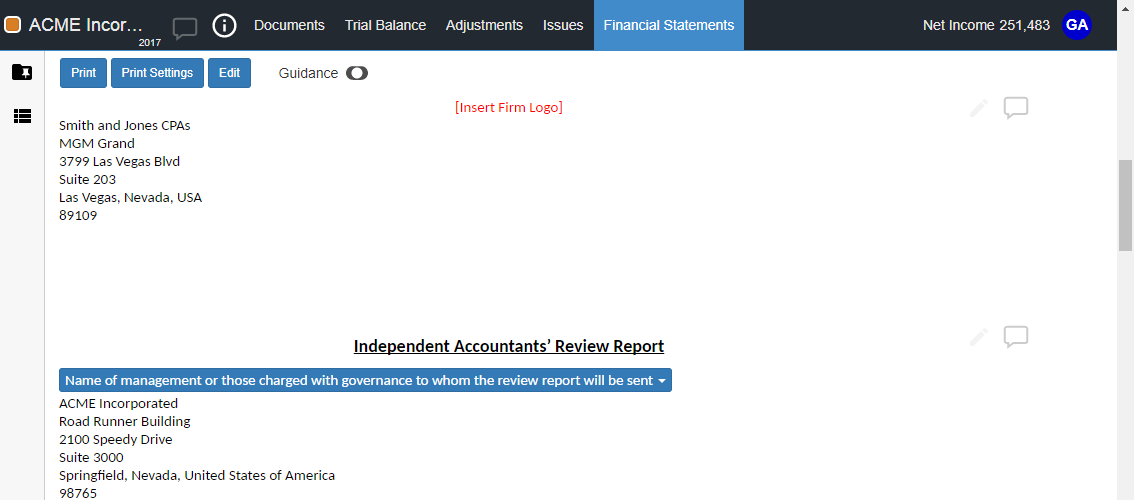 ACME Incor...
2017
Documents
Trial Balance
Adjustments
Issues
Financial Statements
Net Income 251,483
GA
Print
Print Settings
Edit
Guidance
[Insert Firm Logo]
Smith and Jones CPAs
MGM Grand
3799 Las Vegas Blvd
Suite 203
Las Vegas, Nevada, USA
89109
Independent Accountants’ Review Report
Name of management or those charged with governance to whom the review report will be sent
ACME Incorporated
Road Runner Building
2100 Speedy Drive
Suite 3000
Springfield, Nevada, United States of America
98765